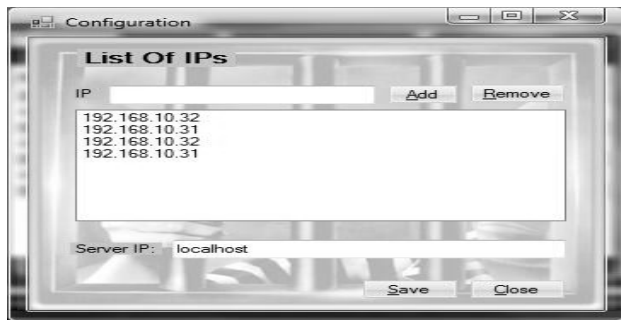 Configuration
List Of IPs
IP
Add
Remove
192.168.10.32
192.168.10.31
192.168.10.32
192.168.10.31
Server IP: localhost
Save
Close